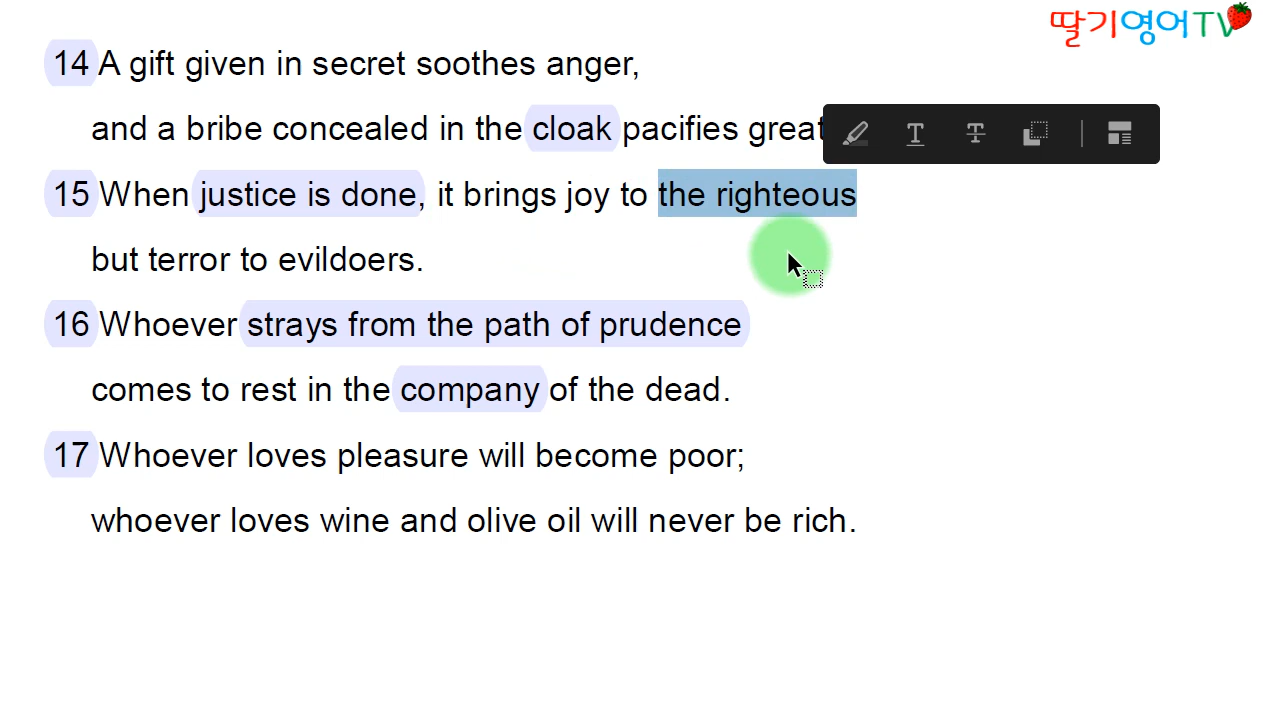 딸기영어TV
14 A gift given in secret soothes anger,
and a bribe concealed in the cloak pacifies great
15 When justice is done, it brings joy to the righteous
but terror to evildoers.
16 Whoever strays from the path of prudence
comes to rest in the company of the dead.
17 Whoever loves pleasure will become poor;
whoever loves wine and olive oil will never be rich.